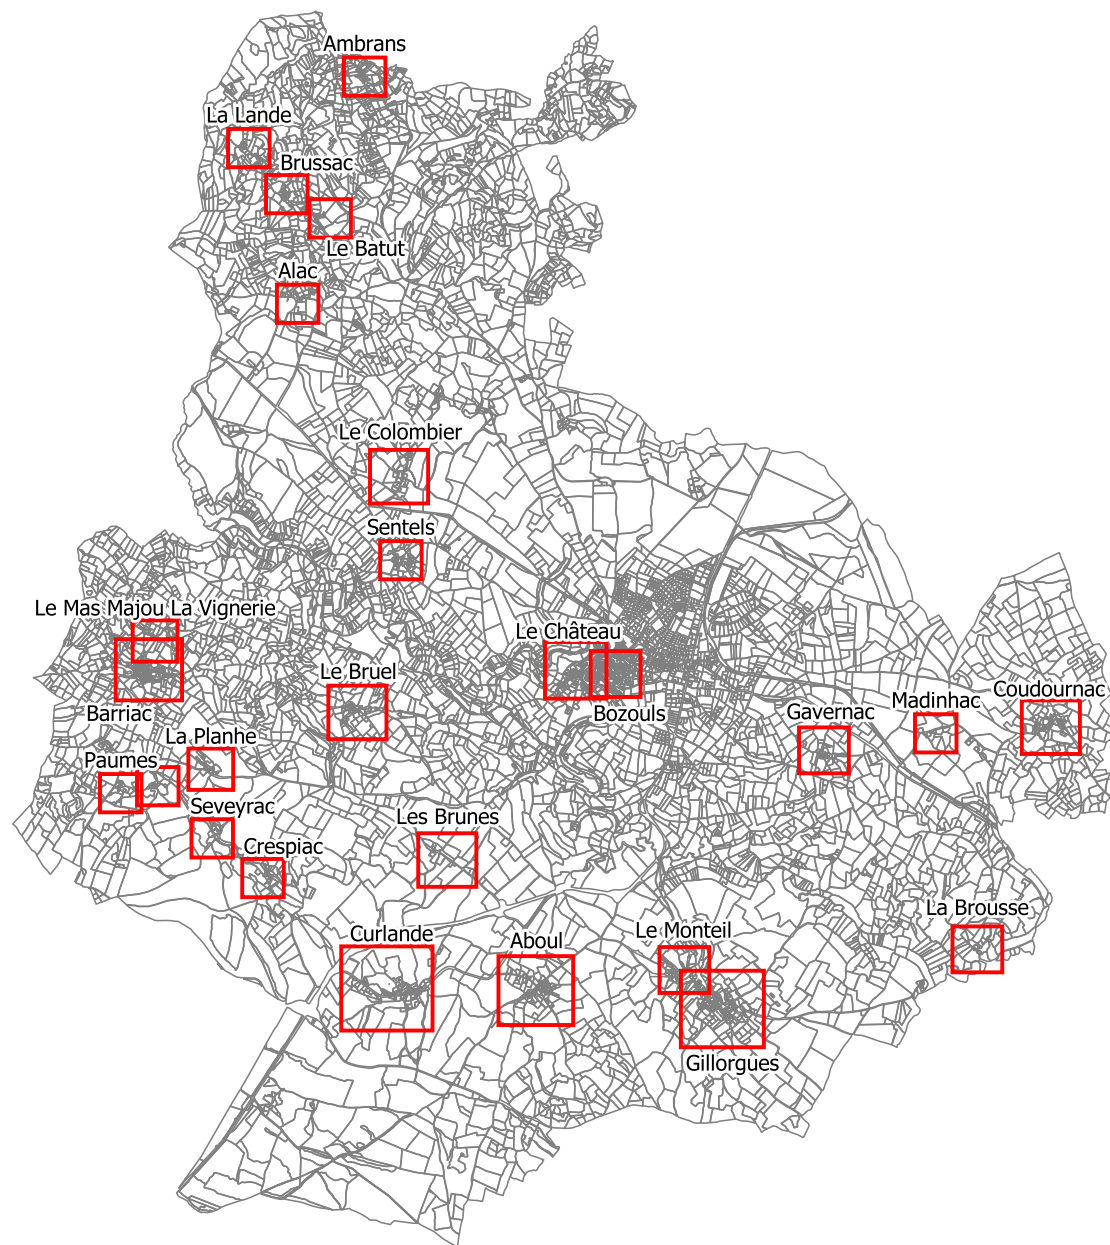 Ambrans
La Lande
Brussac
Le Batut
Alac
Le Colombier
Sentels
Le Mas Majou La Vignerie
Le Château
Le Bruel
Barriac
Bozouls
Coudournac
Madinhac
Gavernac
La Planhe
Paumes
Seveyrac
Les Brunes
Crespiac
La Brousse
Curlande
Aboul
Le Monteil
Gillorgues